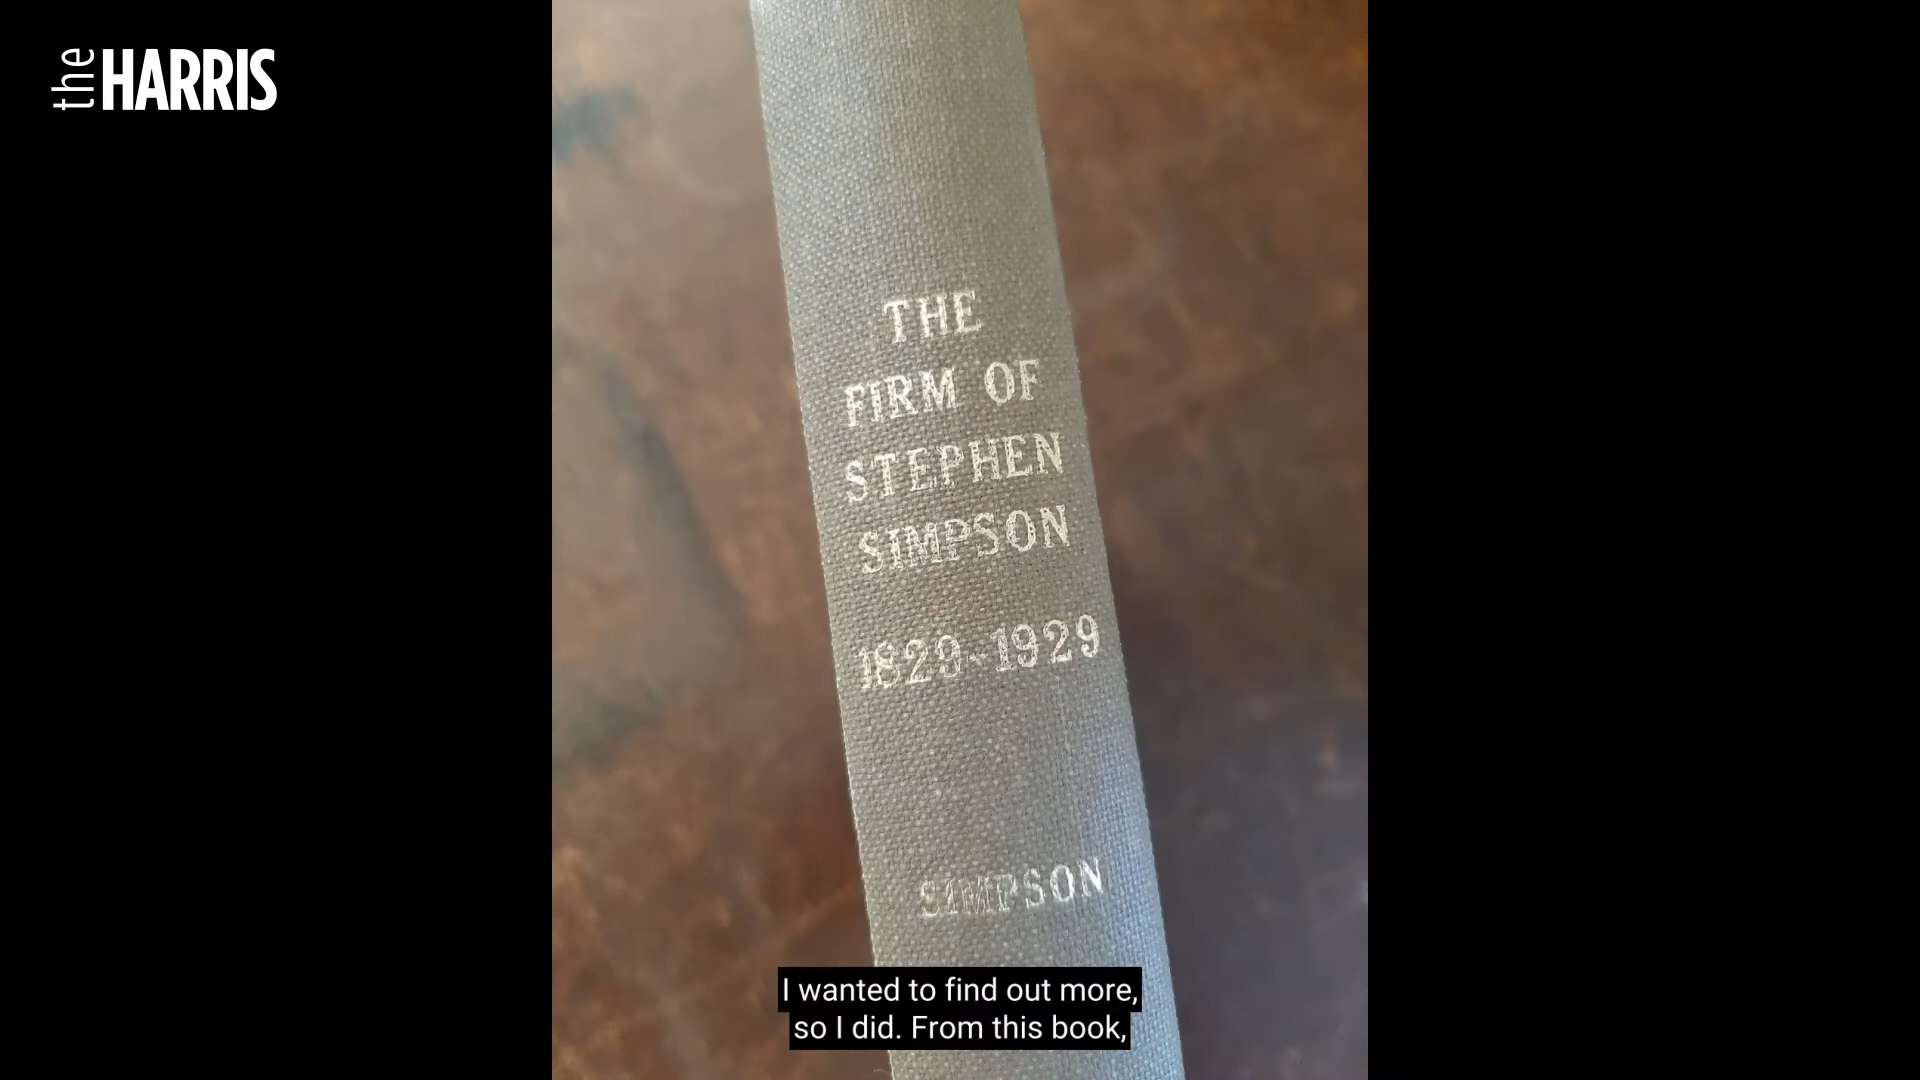 the HARRIS
THE
FIRM OF
STEPHEN
SIMPSON
1829-1929
SIMPSON
I wanted to find out more,
so I did. From this book,